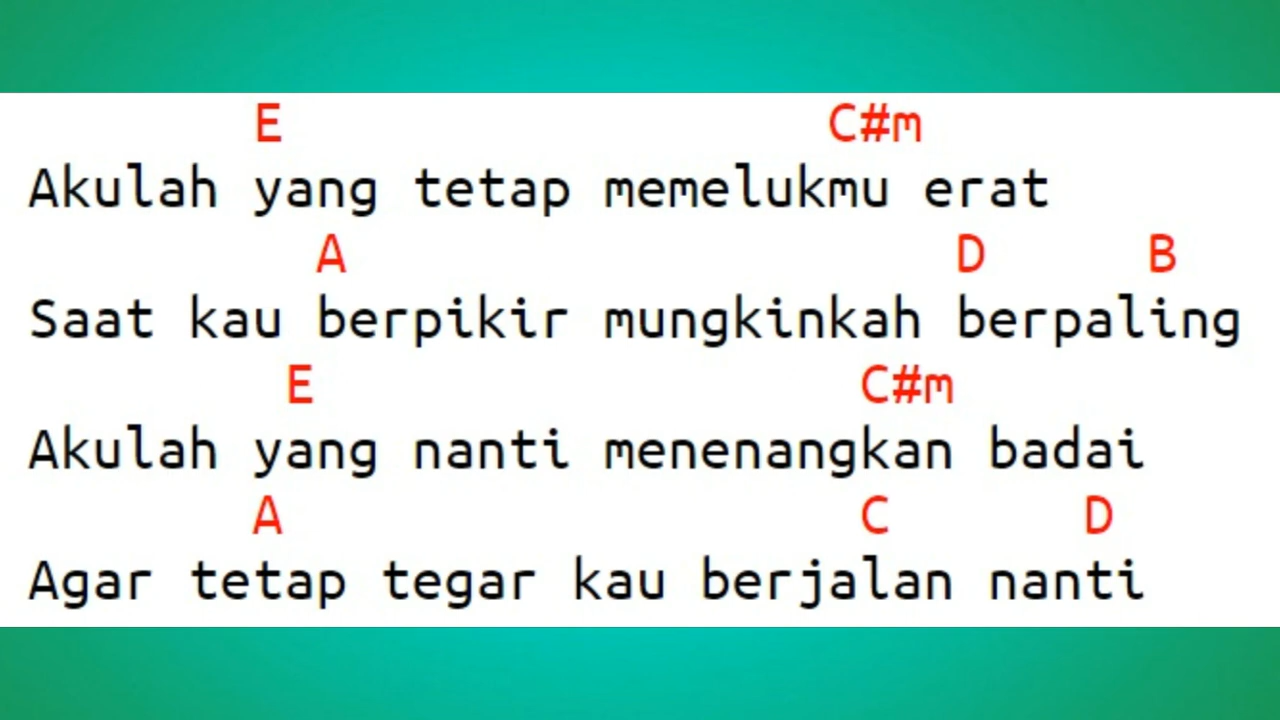 E C#m
Akulah yang tetap memelukmu erat
A D B
Saat kau berpikir mungkinkah berpaling
E C#m
Akulah yang nanti menenangkan badai
A C D
Agar tetap tegar kau berjalan nanti